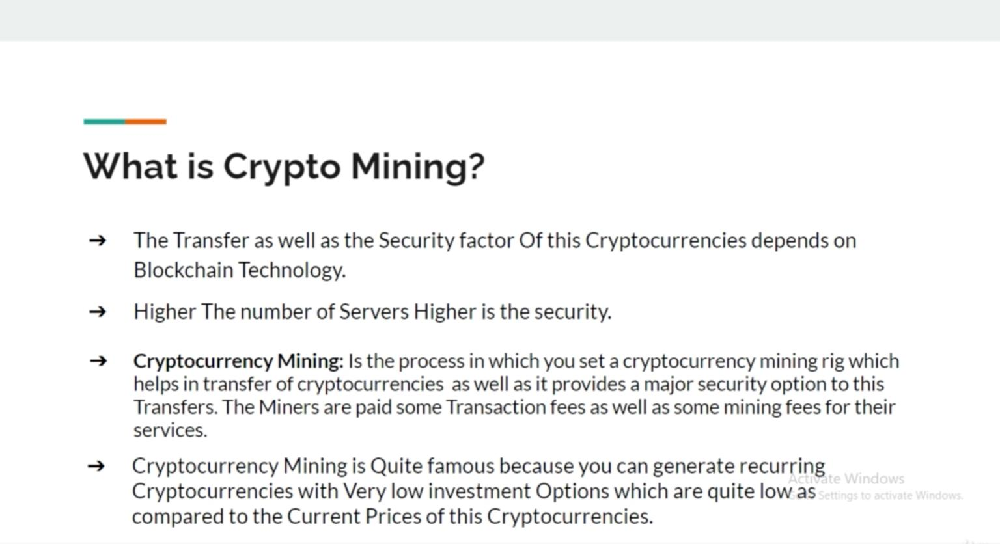 What is Crypto Mining?
➔ The Transfer as well as the Security factor Of this Cryptocurrencies depends on
Blockchain Technology.
➔ Higher The number of Servers Higher is the security.
➔ Cryptocurrency Mining: Is the process in which you set a cryptocurrency mining rig which
helps in transfer of cryptocurrencies  as well as it provides a major security option to this
Transfers. The Miners are paid some Transaction fees as well as some mining fees for their
services.
➔ Cryptocurrency Mining is Quite famous because you can generate recurring
Cryptocurrencies with Very low investment Options which are quite low as
compared to the Current Prices of this Cryptocurrencies.
Activate Windows
Go to Settings to activate Windows.